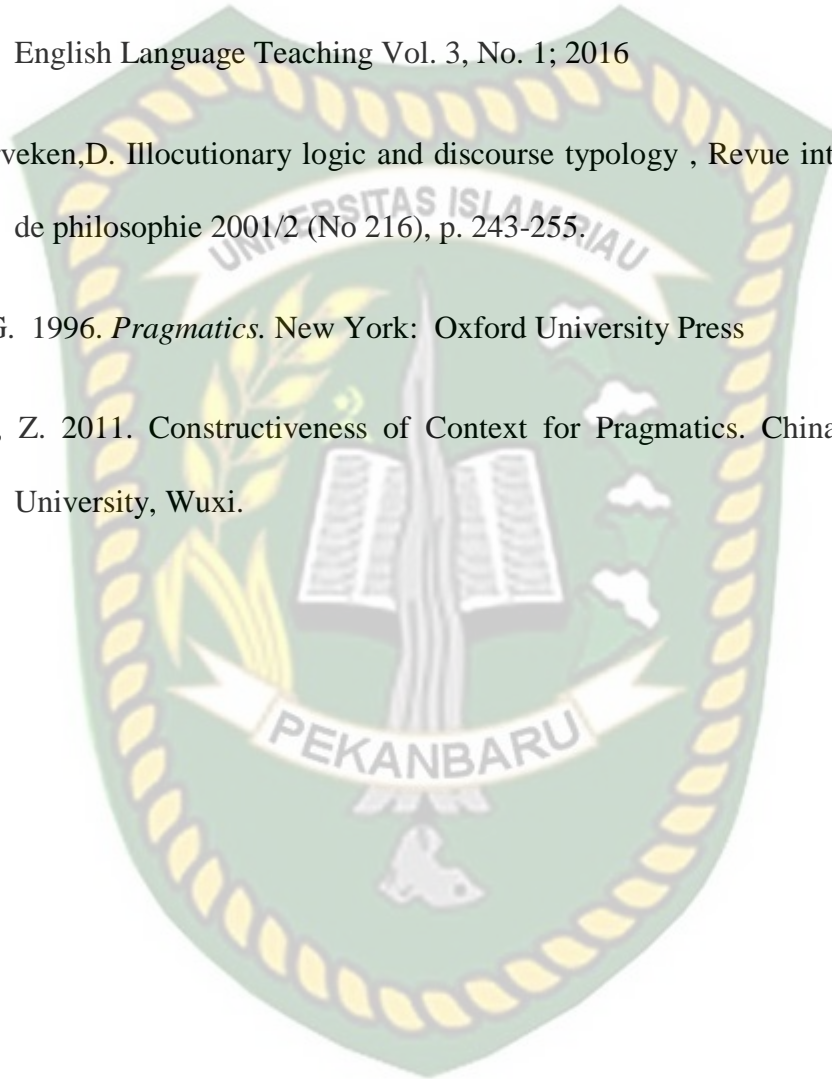 English Language Teaching Vol. 3, No. 1; 2016
rveken,D. Illocutionary logic and discourse typology , Revue int
de philosophie 2001/2 (No 216), p. 243-255.
G. 1996. Pragmatics. New York: Oxford University Press
, Z. 2011. Constructiveness of Context for Pragmatics. China
University, Wuxi.
UNIVERSITAS ISLAM RIAU
PEKANBARU